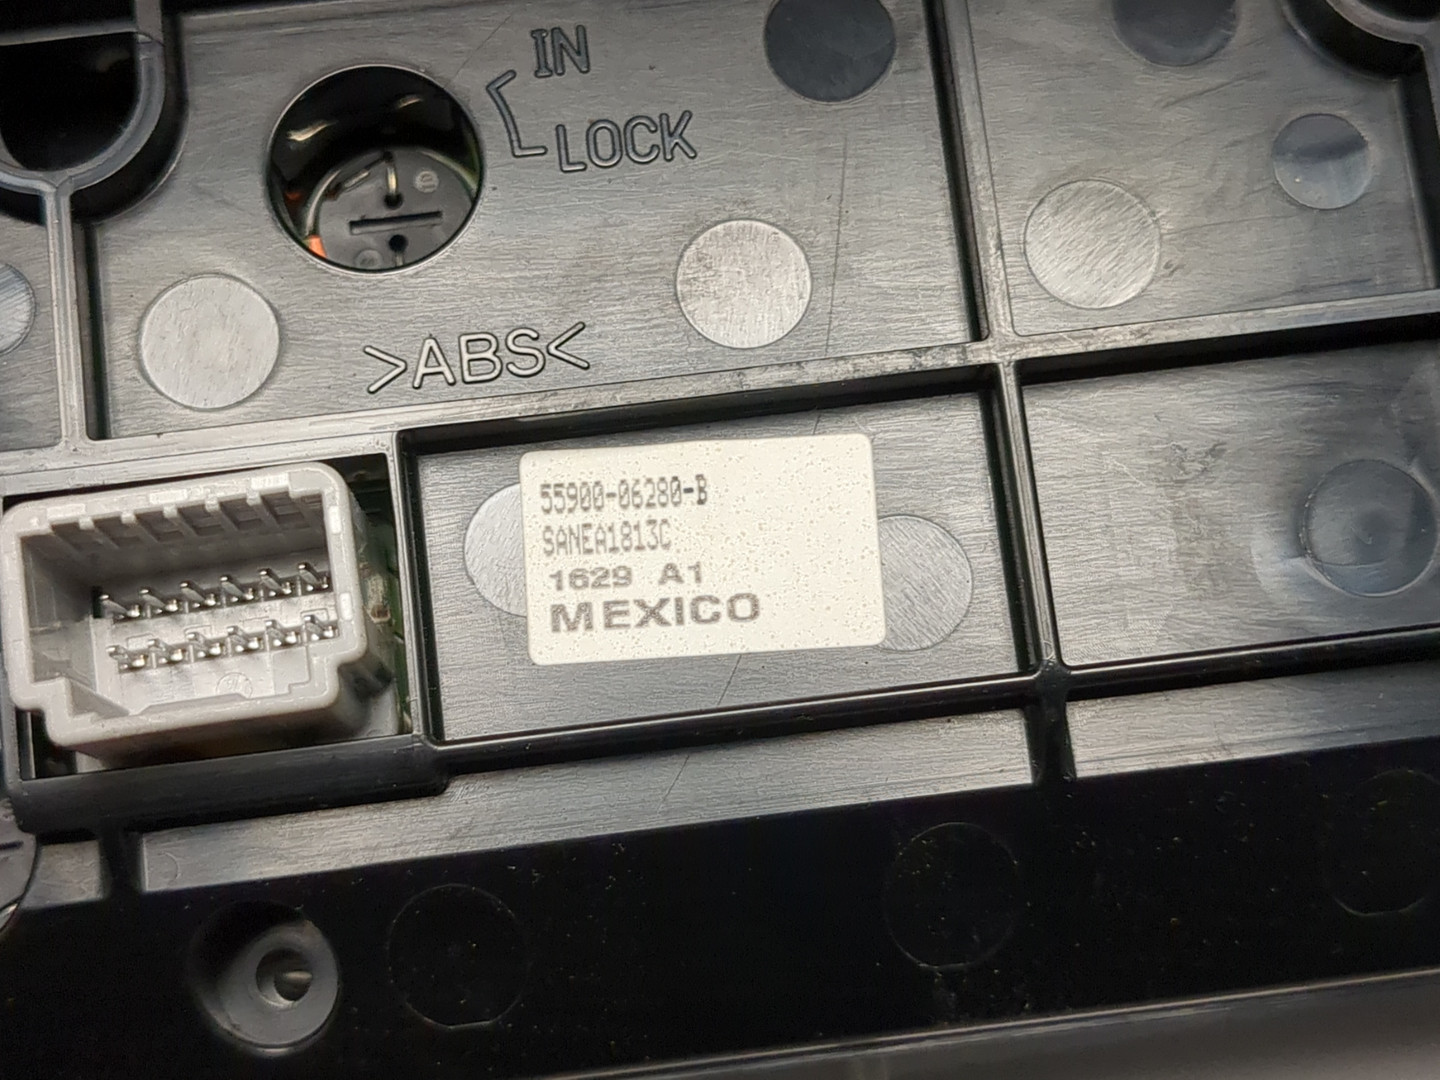 IN
LOCK
>ABS<
55900-06280-B
SANEA1813C
1629 A1
MEXICO